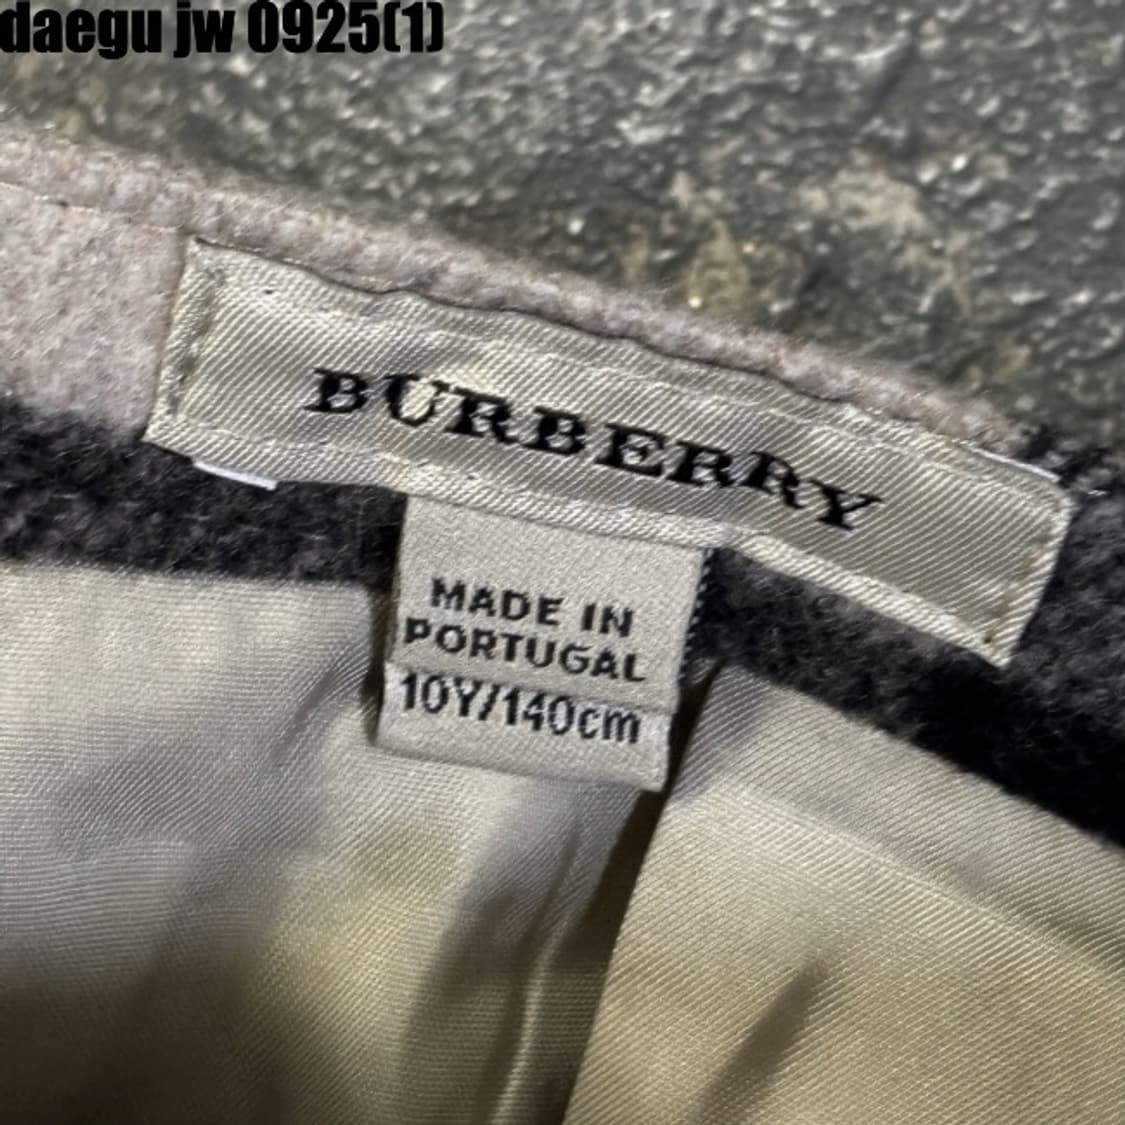 daegu jw 0925(1)
BURBERRY
MADE IN
PORTUGAL
10Y/140cm